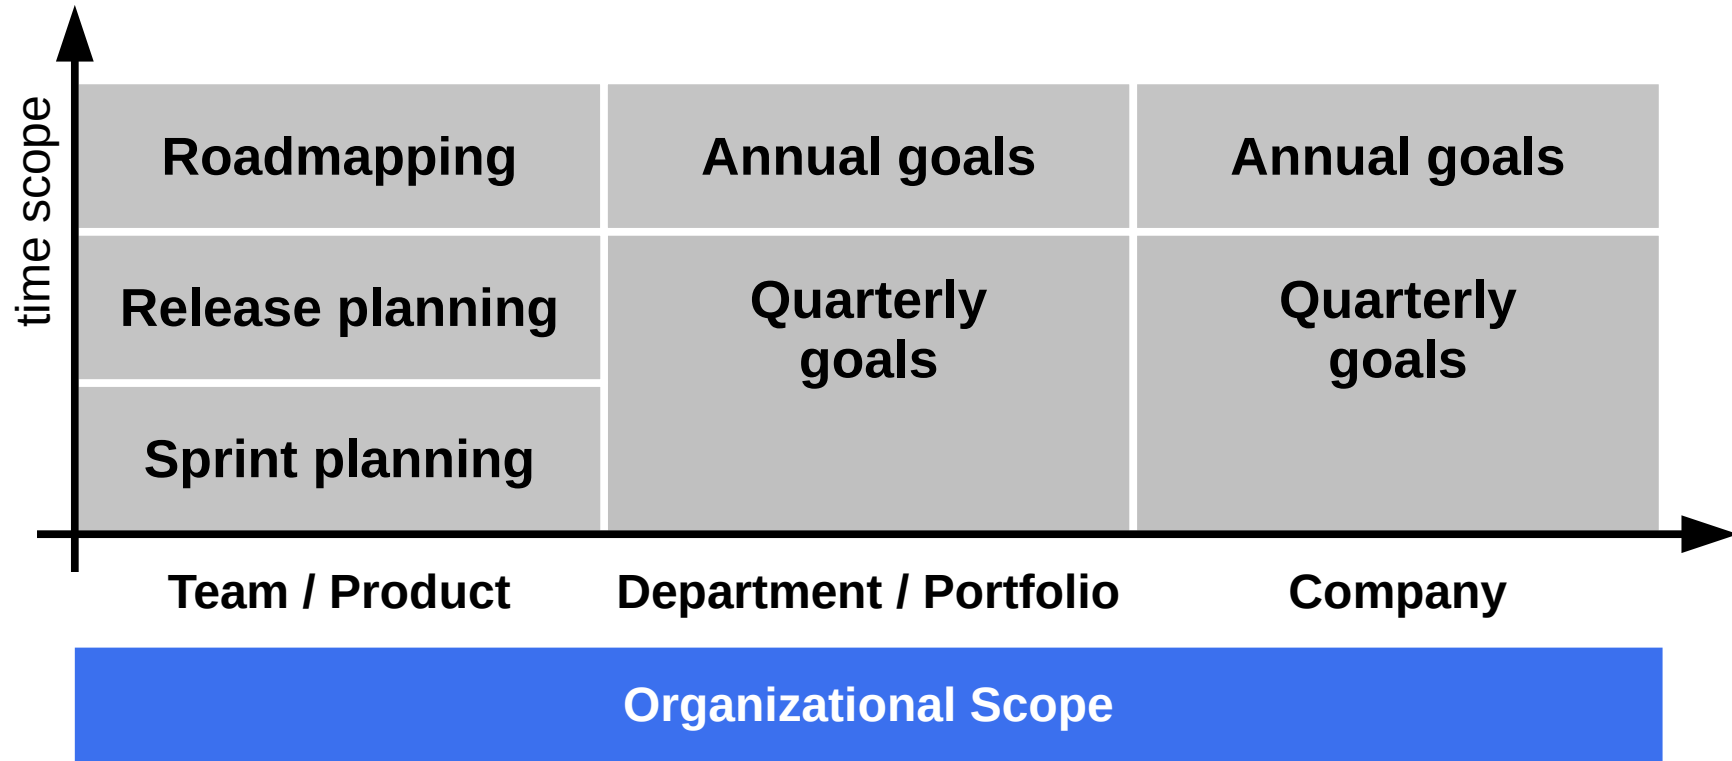 time scope
Roadmapping
Annual goals
Annual goals
Release planning
Quarterly
goals
Quarterly
goals
Sprint planning
Team / Product
Department / Portfolio
Company
Organizational Scope